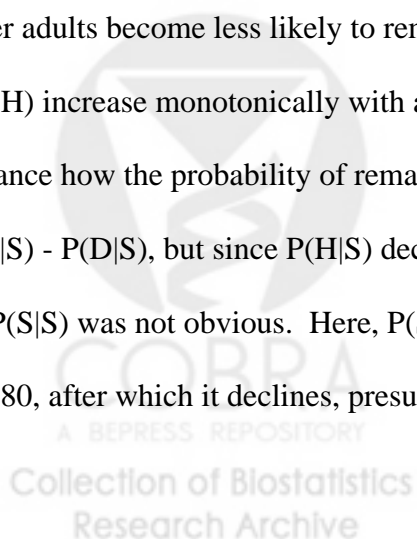 er adults become less likely to rem
H) increase monotonically with a
ance how the probability of rema
|S) - P(D|S), but since P(H|S) dec
P(S|S) was not obvious. Here, P(
80, after which it declines, presu
COBRA
A BEPRESS REPOSITORY
Collection of Biostatistics
Research Archive